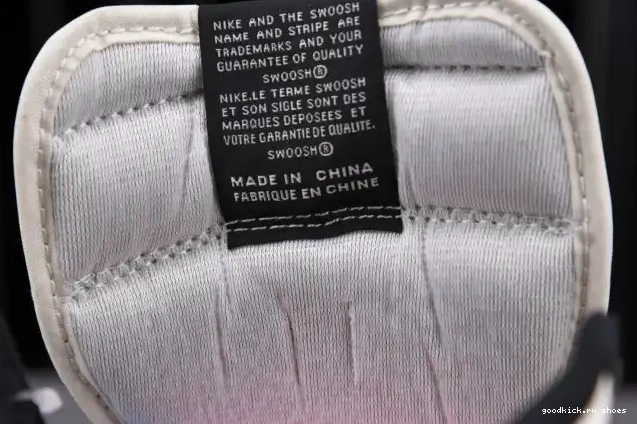 NIKE AND THE SWOOSH
NAME AND STRIPE ARE
TRADEMARKS AND YOUR
GUARANTEE OF QUALITY
SWOOSH®
NIKE.LE TERME SWOOSH
ET SON SIGLE SONT DES
MARQUES DEPOSEES ET
VOTRE GARANTIE DE QUALITE.
SWOOSH®
MADE IN CHINA
FABRIQUE EN CHINE
goodkick.ru shoes